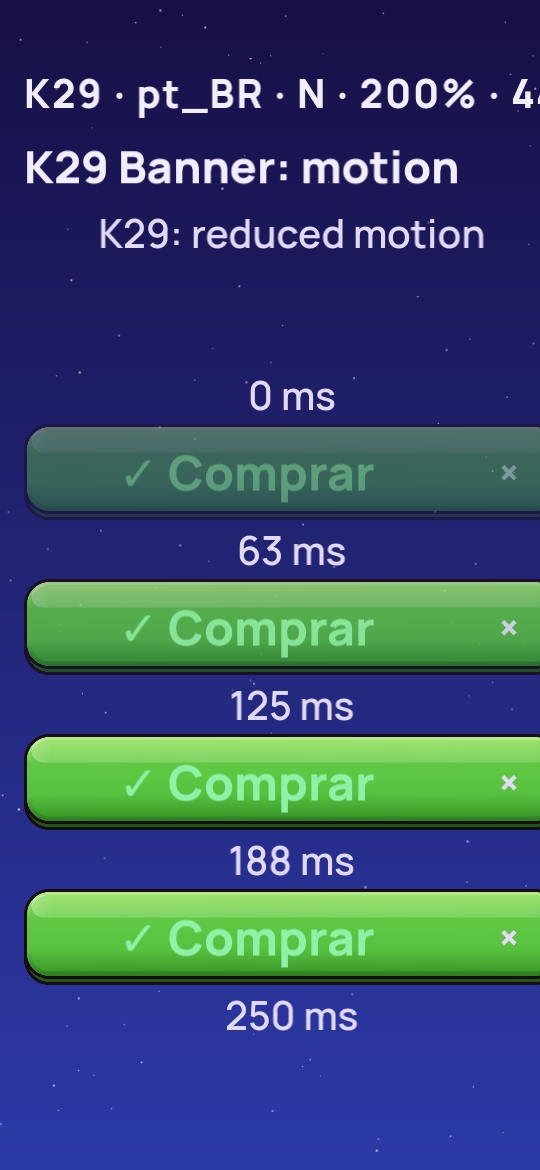 K29 · pt_BR · N · 200% · 44
K29 Banner: motion
K29: reduced motion
0 ms
✓ Comprar ×
63 ms
✓ Comprar ×
125 ms
✓ Comprar ×
188 ms
✓ Comprar ×
250 ms